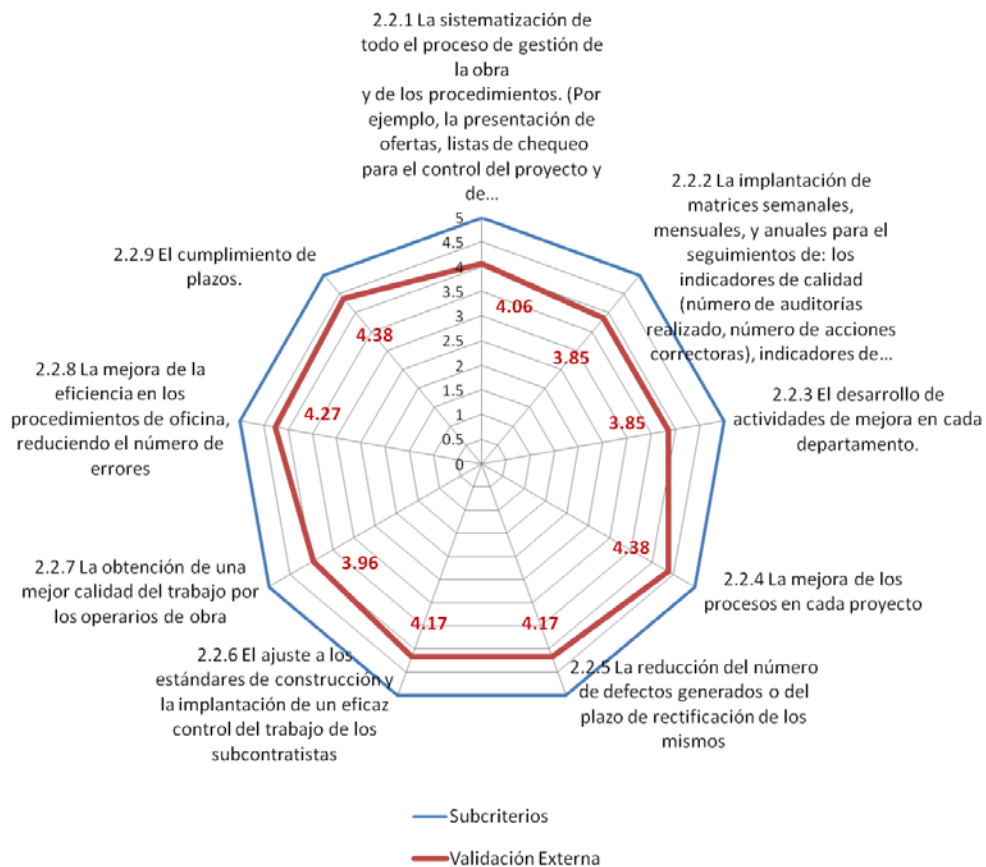 2.2.1 La sistematización de
todo el proceso de gestión de
la obra
y de los procedimientos. (Por
ejemplo, la presentación de
ofertas, listas de chequeo
para el control del proyecto y
de...
2.2.2 La implantación de
matrices semanales,
mensuales, y anuales para el
seguimientos de: los
indicadores de calidad
(número de auditorías
realizado, número de acciones
correctoras), indicadores de...
2.2.3 El desarrollo de
actividades de mejora en cada
departamento.
2.2.4 La mejora de los
procesos en cada proyecto
2.2.5 La reducción del número
de defectos generados o del
plazo de rectificación de los
mismos
2.2.6 El ajuste a los
estándares de construcción y
la implantación de un eficaz
control del trabajo de los
subcontratistas
2.2.7 La obtención de una
mejor calidad del trabajo por
los operarios de obra
2.2.8 La mejora de la
eficiencia en los
procedimientos de oficina,
reduciendo el número de
errores
2.2.9 El cumplimiento de
plazos.
5
4.5
4
3.5
3
2.5
2
1.5
1
0.5
0
4.06
3.85
3.85
4.38
4.17
4.17
3.96
4.27
4.38
Subcriterios
Validación Externa